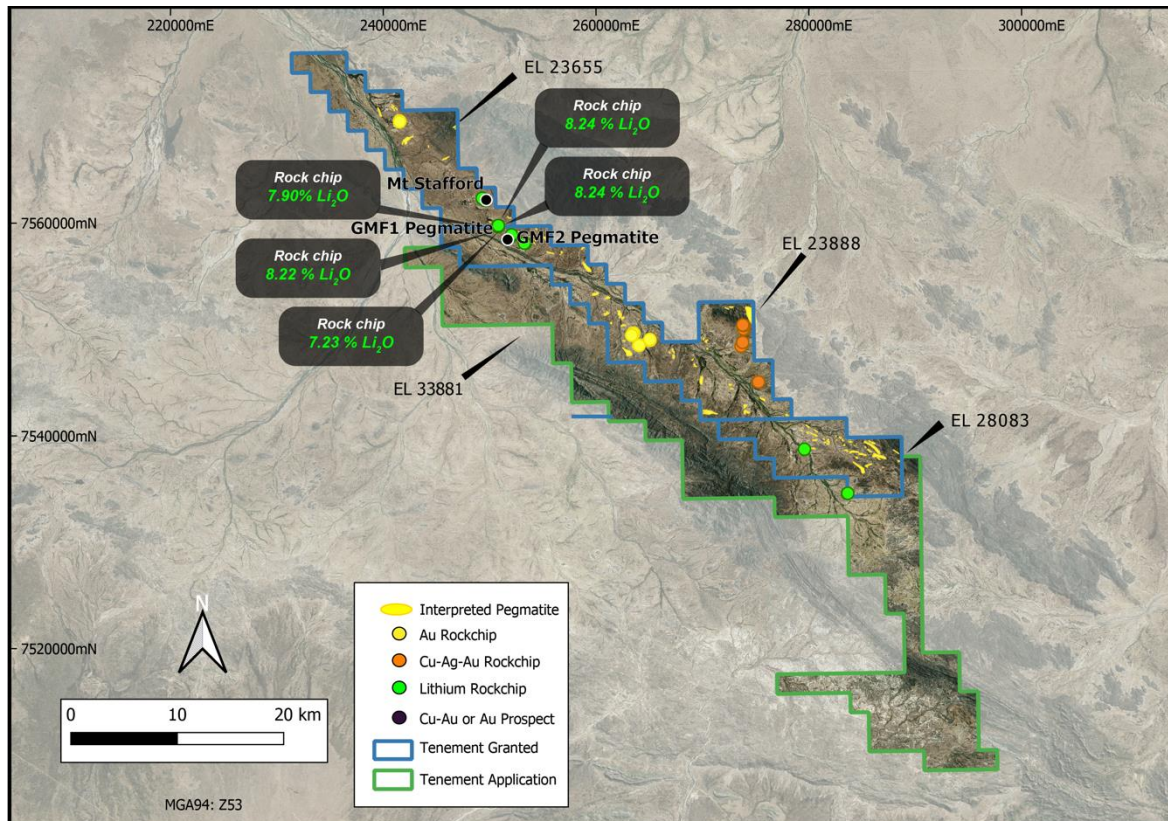 220000mE
240000mE
260000mE
280000mE
300000mE
EL 23655
Rock chip
8.24 % Li₂O
Rock chip
7.90% Li₂O
Mt Stafford
Rock chip
8.24 % Li₂O
7560000mN
GMF1 Pegmatite
GMF2 Pegmatite
EL 23888
Rock chip
8.22 % Li₂O
Rock chip
7.23 % Li₂O
EL 33881
EL 28083
7540000mN
N
7520000mN
0
10
20 km
MGA94: Z53
Interpreted Pegmatite
Au Rockchip
Cu-Ag-Au Rockchip
Lithium Rockchip
Cu-Au or Au Prospect
Tenement Granted
Tenement Application